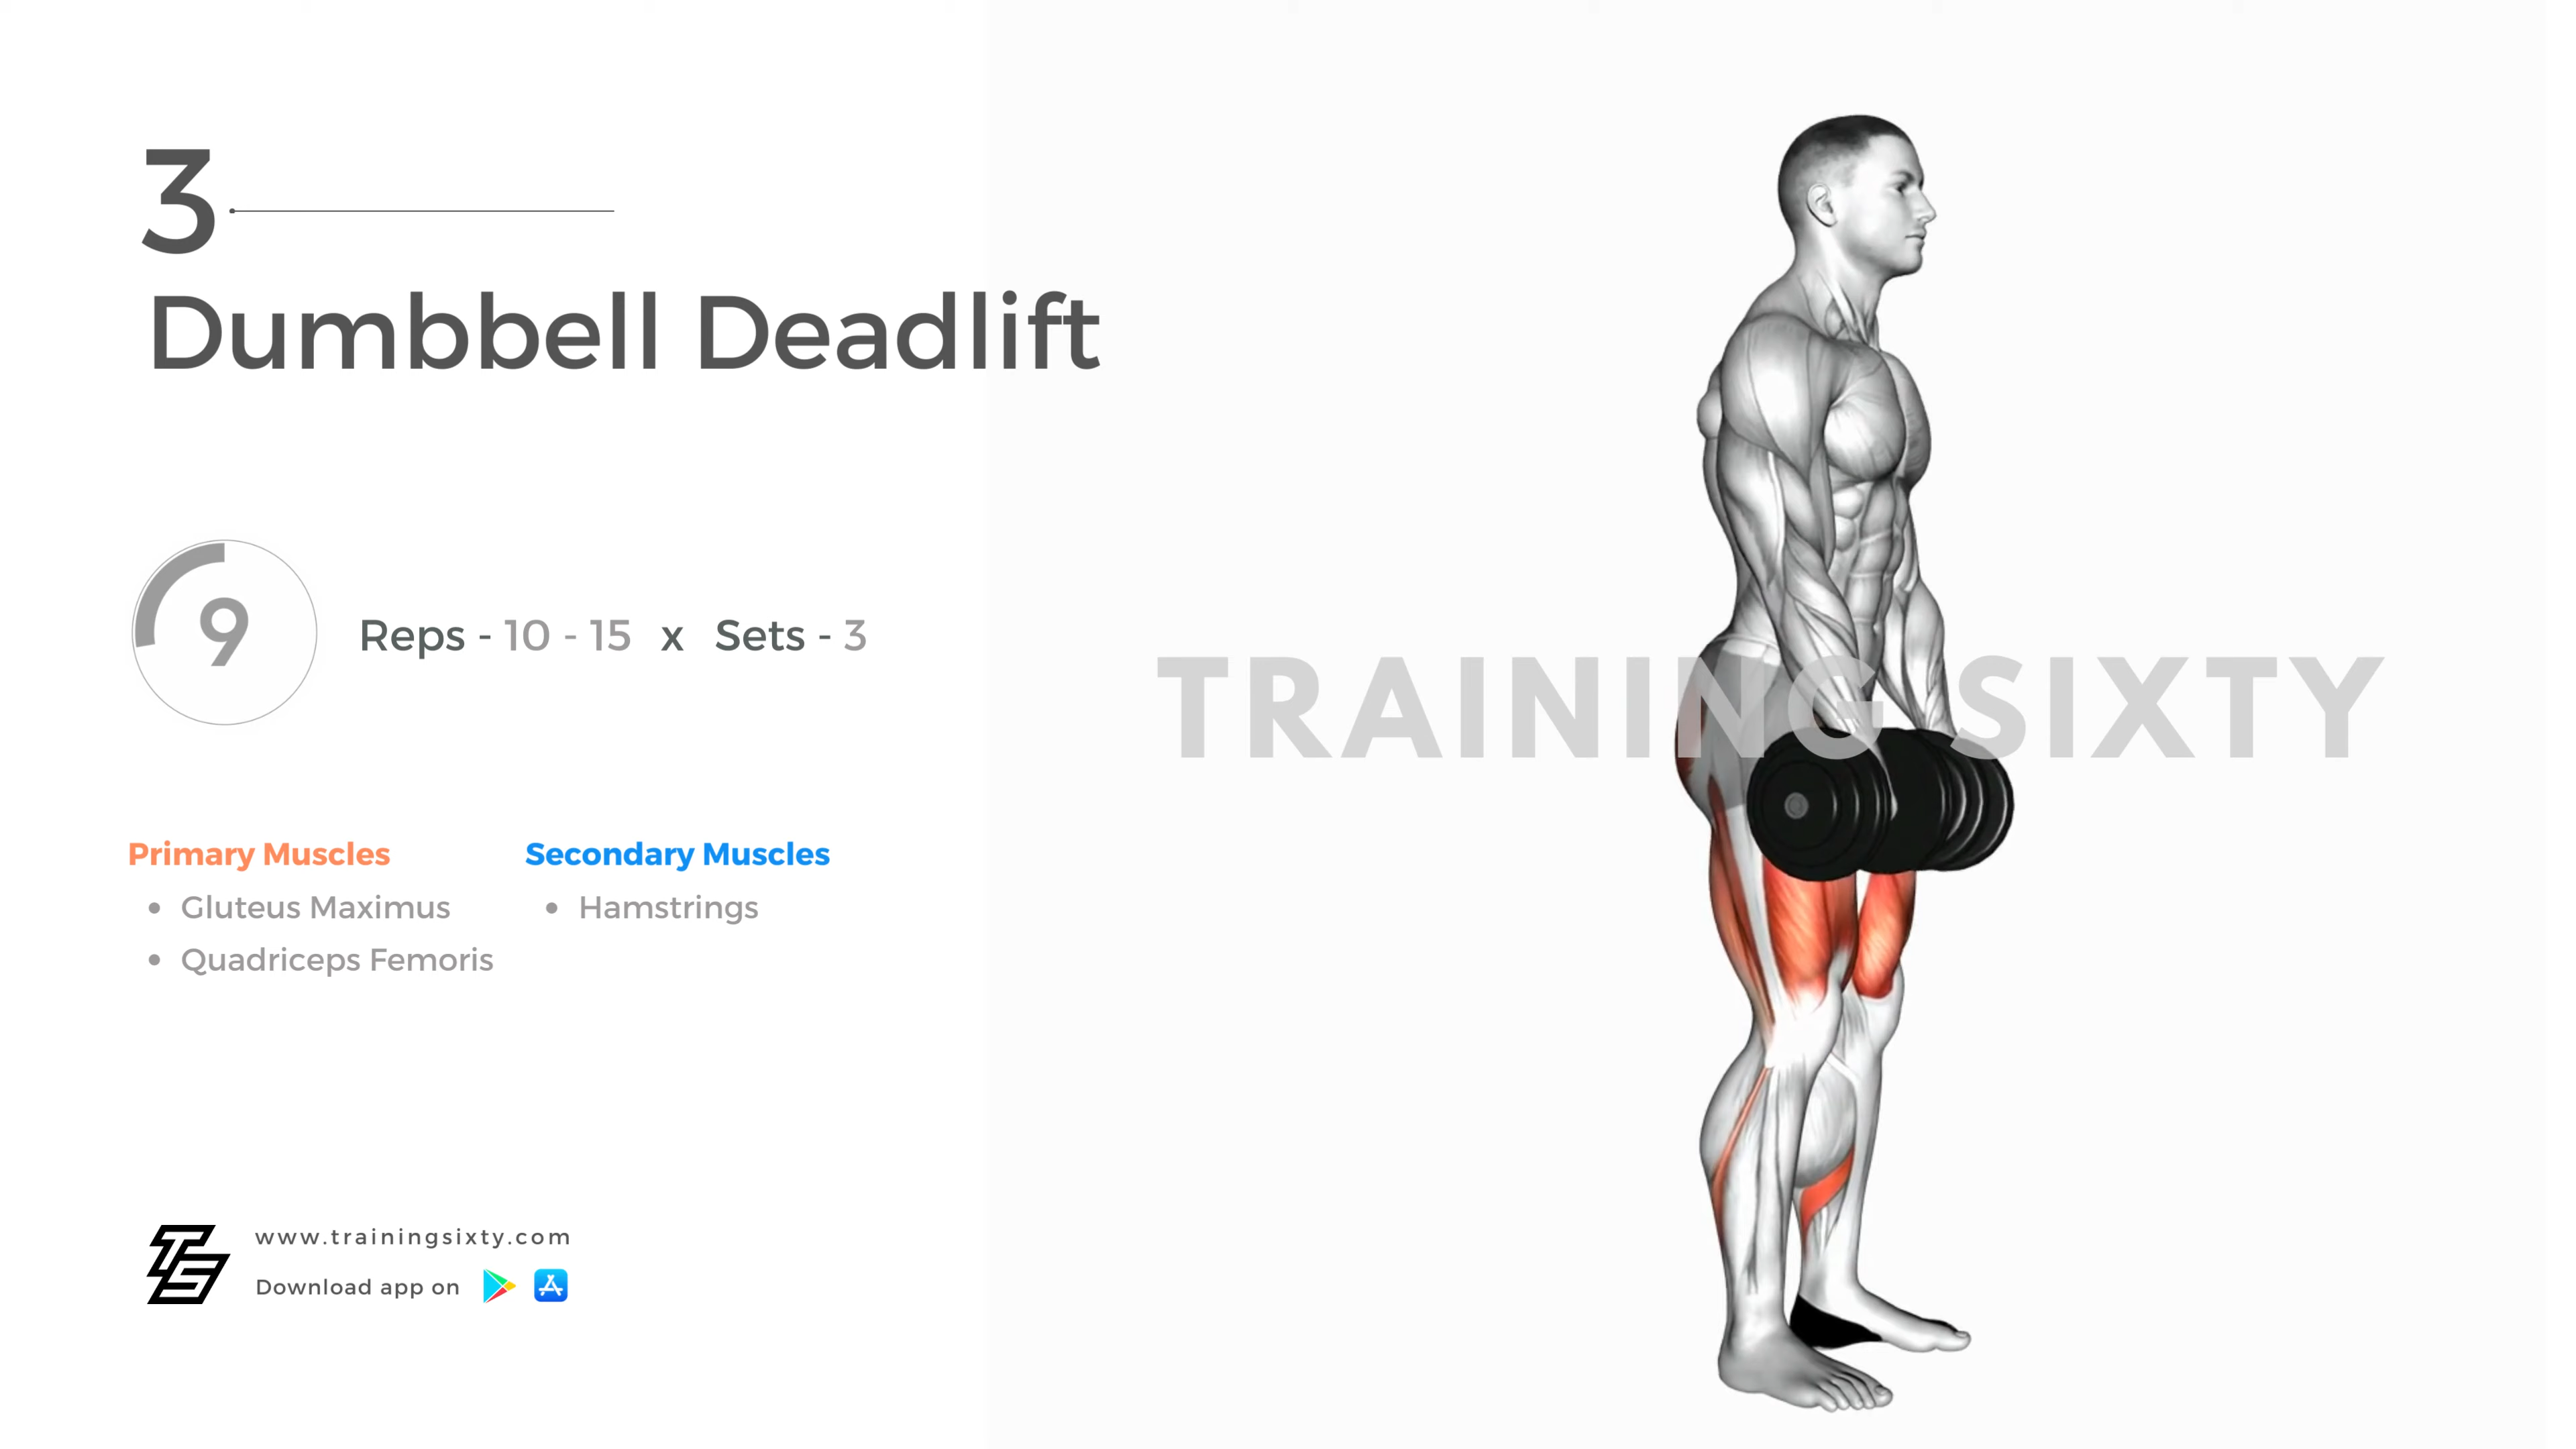 3
Dumbbell Deadlift
9
Reps - 10 - 15 x Sets - 3
TRAINING SIXTY
Primary Muscles
• Gluteus Maximus
• Quadriceps Femoris
Secondary Muscles
• Hamstrings
TS
www.trainingsixty.com
Download app on